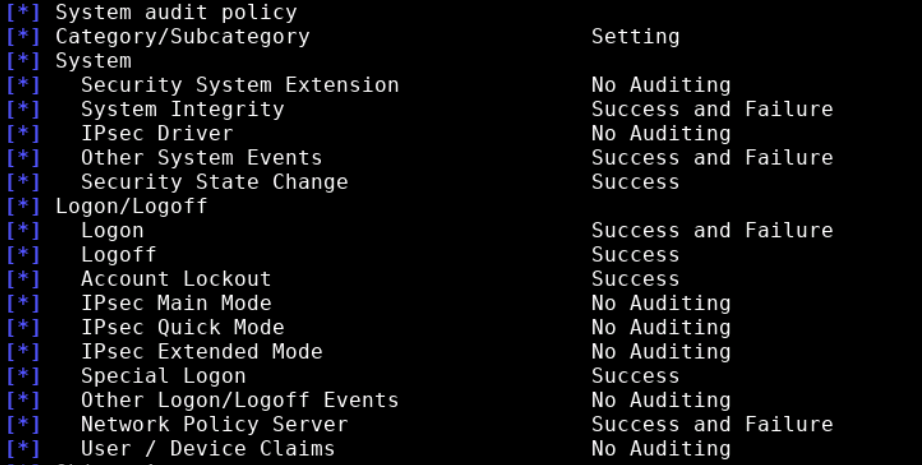 [*] System audit policy
[*] Category/Subcategory                      Setting
[*] System
[*]   Security System Extension               No Auditing
[*]   System Integrity                        Success and Failure
[*]   IPsec Driver                            No Auditing
[*]   Other System Events                     Success and Failure
[*]   Security State Change                   Success
[*] Logon/Logoff
[*]   Logon                                   Success and Failure
[*]   Logoff                                  Success
[*]   Account Lockout                         Success
[*]   IPsec Main Mode                         No Auditing
[*]   IPsec Quick Mode                        No Auditing
[*]   IPsec Extended Mode                     No Auditing
[*]   Special Logon                           Success
[*]   Other Logon/Logoff Events               No Auditing
[*]   Network Policy Server                   Success and Failure
[*]   User / Device Claims                    No Auditing